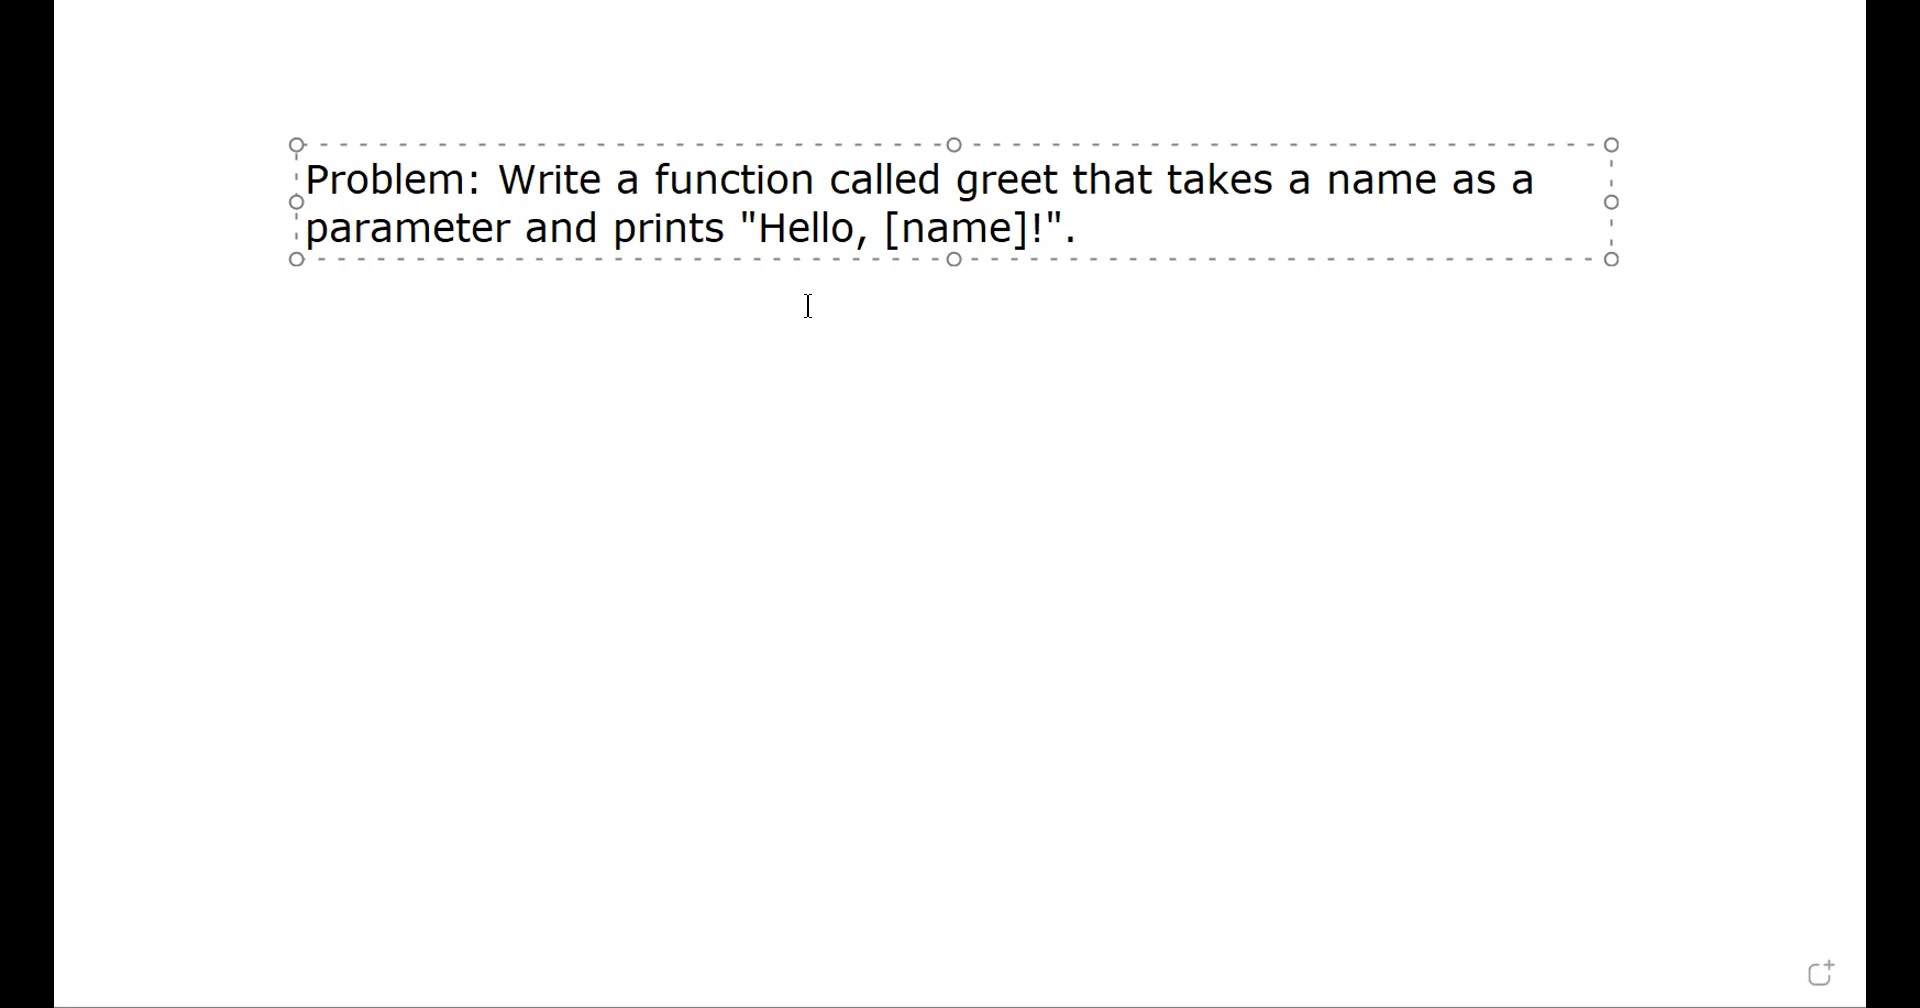 Problem: Write a function called greet that takes a name as a
parameter and prints "Hello, [name]!".